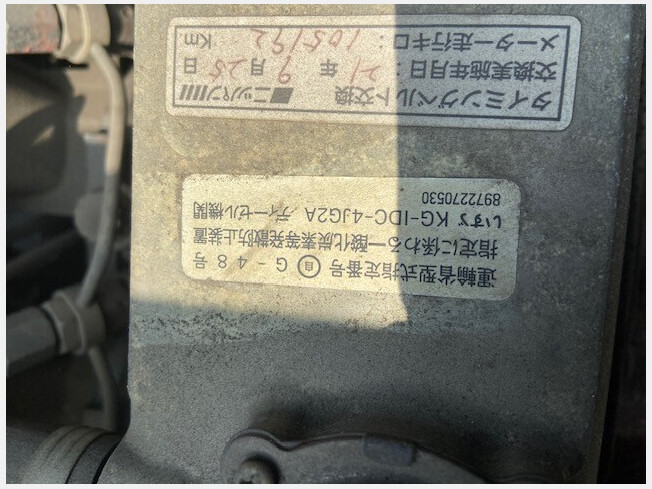 タイミングベルト交換 ニッパン
交換実施年月日: 21年 9月 25日
メーター走行キロ: 105192 Km
運輸省型式指定番号 自 G-48号
指定に係わる一酸化炭素等発散防止装置
いすゞ KG-IDC-4JG2A ディーゼル機関
8972270530